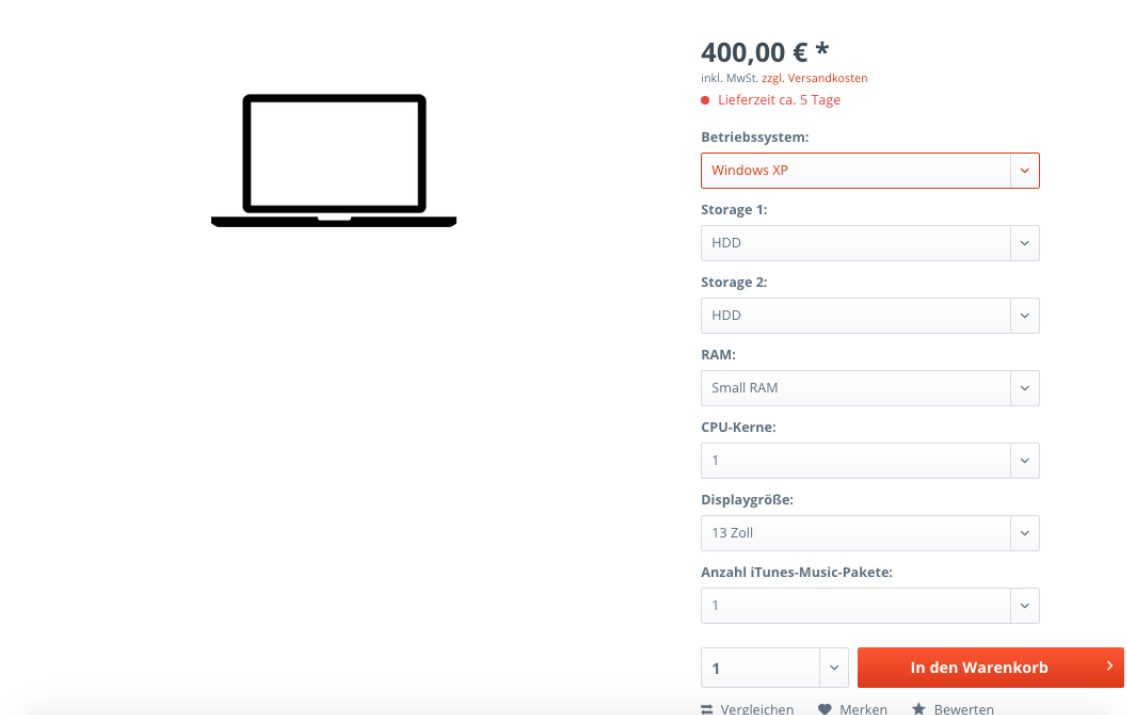 400,00 € *
inkl. MwSt. zzgl. Versandkosten
Lieferzeit ca. 5 Tage
Betriebssystem:
Windows XP
Storage 1:
HDD
Storage 2:
HDD
RAM:
Small RAM
CPU-Kerne:
1
Displaygröße:
13 Zoll
Anzahl iTunes-Music-Pakete:
1
1 In den Warenkorb
Vergleichen Merken Bewerten